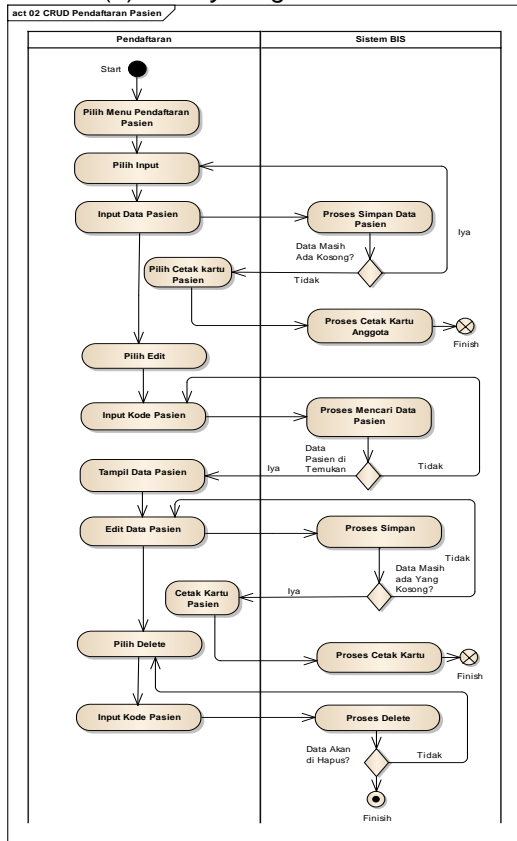 act 02 CRUD Pendaftaran Pasien
Pendaftaran
Sistem BIS
Start
Pilih Menu Pendaftaran
Pasien
Pilih Input
Input Data Pasien
Proses Simpan Data
Pasien
Iya
Data Masih
Ada Kosong?
Tidak
Pilih Cetak kartu
Pasien
Proses Cetak Kartu
Anggota
Finish
Pilih Edit
Input Kode Pasien
Proses Mencari Data
Pasien
Data
Pasien di
Temukan
Iya
Tidak
Tampil Data Pasien
Edit Data Pasien
Proses Simpan
Tidak
Data Masih
ada Yang
Kosong?
Iya
Cetak Kartu
Pasien
Pilih Delete
Proses Cetak Kartu
Finish
Input Kode Pasien
Proses Delete
Data Akan
di Hapus?
Tidak
Finisih